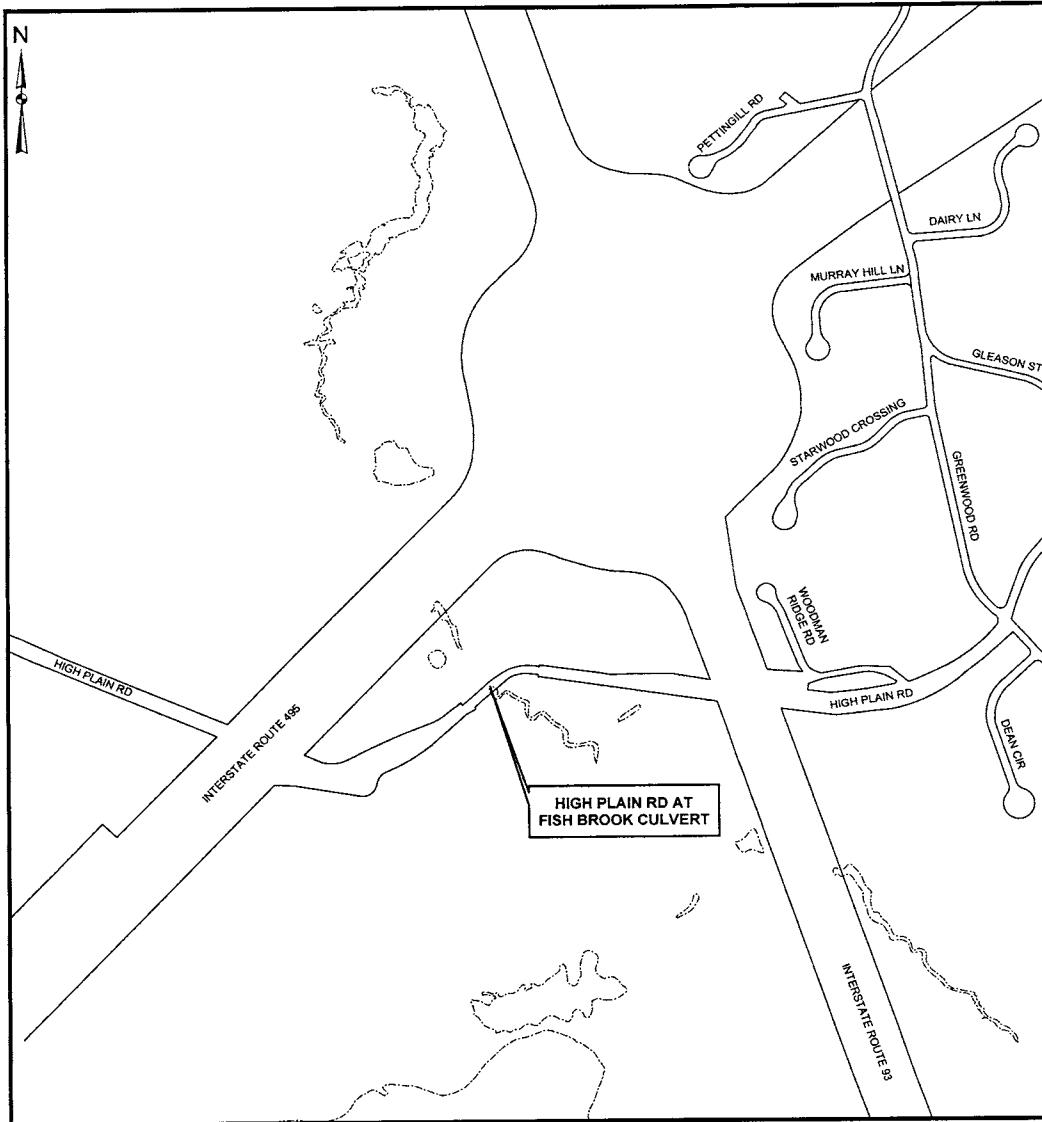 N
PETTINGILL RD
DAIRY LN
MURRAY HILL LN
GLEASON ST
STARWOOD CROSSING
GREENWOOD RD
WOODMAN
RIDGE RD
HIGH PLAIN RD
HIGH PLAIN RD
INTERSTATE ROUTE 495
DEAN CIR
HIGH PLAIN RD AT
FISH BROOK CULVERT
INTERSTATE ROUTE 93